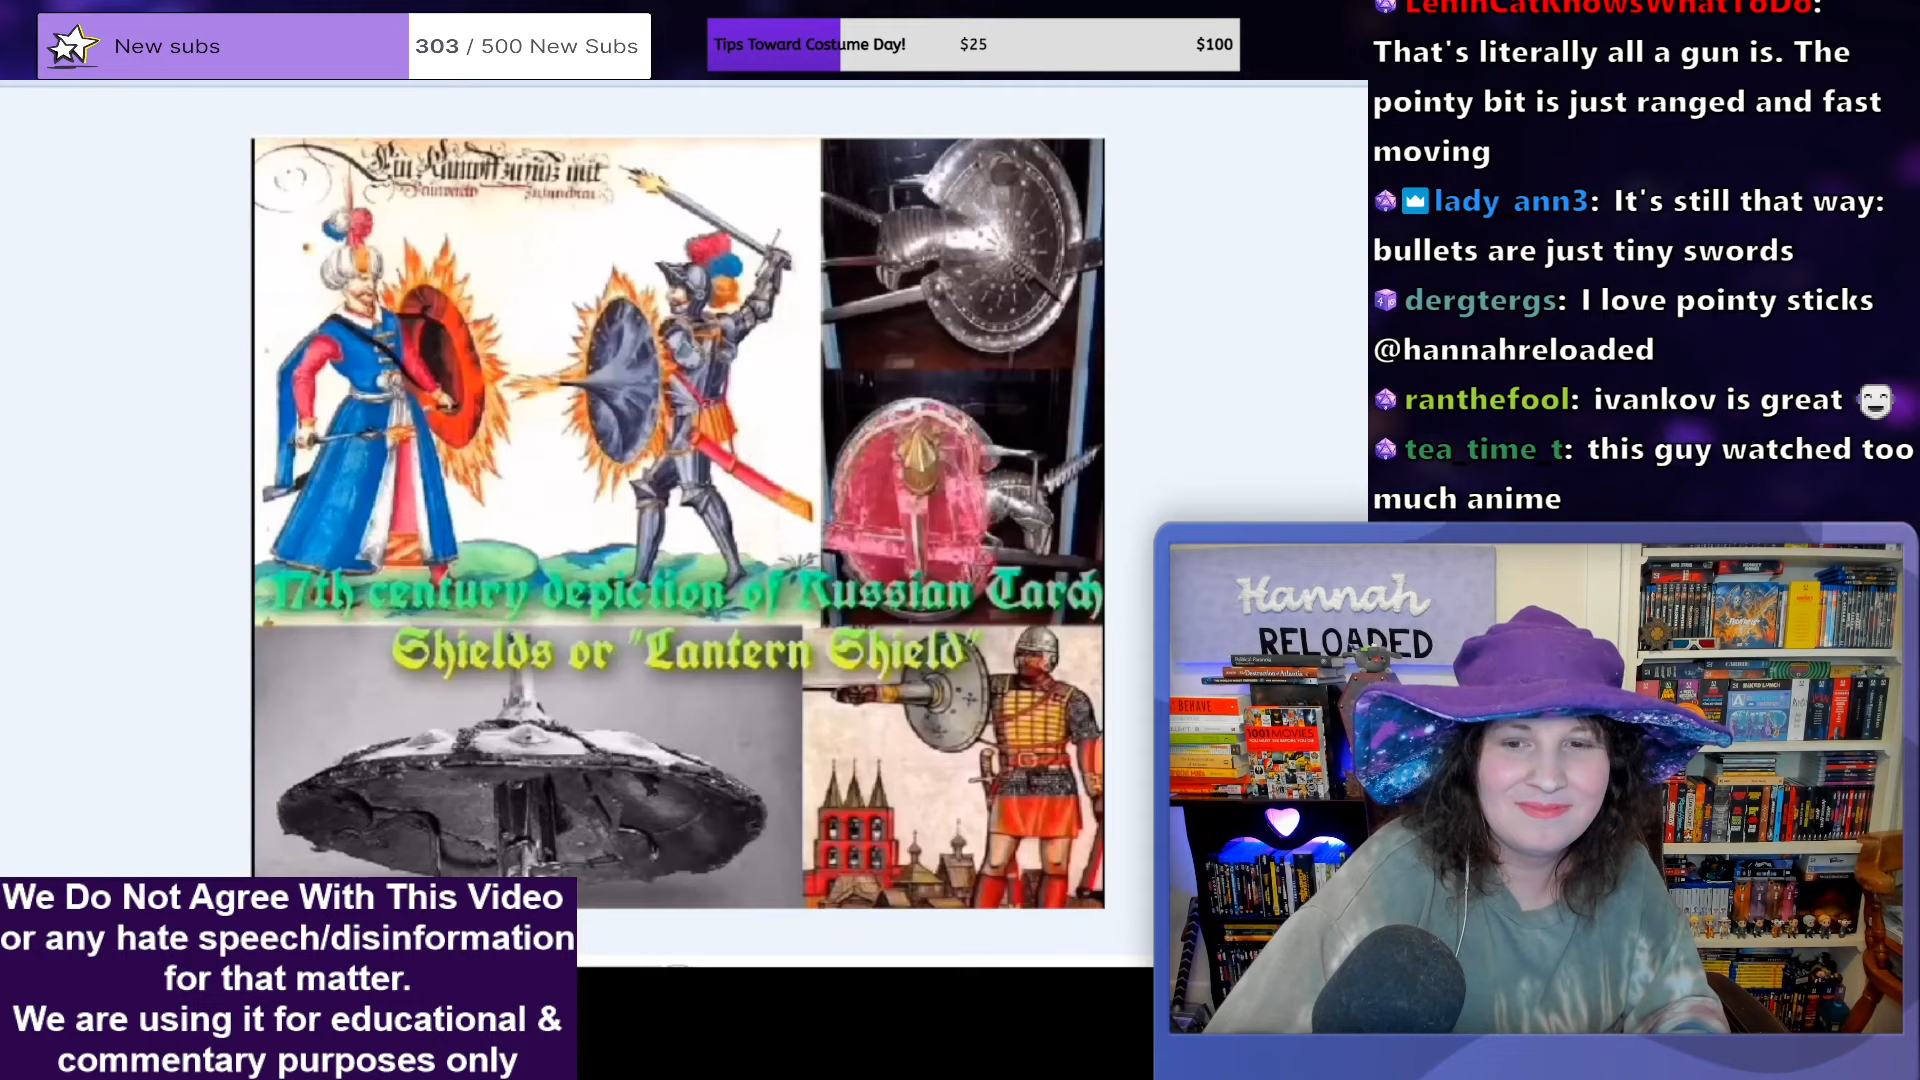 New subs
303 / 500 New Subs
Tips Toward Costume Day!
$25
$100
LeninCatKnowsWhatToDo:
That's literally all a gun is. The
pointy bit is just ranged and fast
moving
lady_ann3: It's still that way:
bullets are just tiny swords
dergtergs: I love pointy sticks
@hannahreloaded
ranthefool: ivankov is great
tea_time_t: this guy watched too
much anime
17th century depiction of Russian Tarch
Shields or "Lantern Shield"
Hannah
RELOADED
BEHAVE
1001 MOVIES
We Do Not Agree With This Video
or any hate speech/disinformation
for that matter.
We are using it for educational &
commentary purposes only